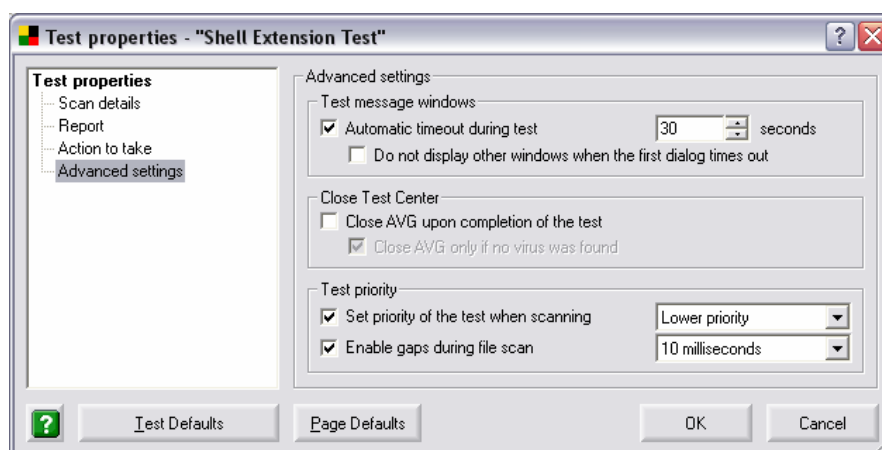 Test properties - "Shell Extension Test"
Test properties
Scan details
Report
Action to take
Advanced settings
Advanced settings
Test message windows
Automatic timeout during test 30 seconds
Do not display other windows when the first dialog times out
Close Test Center
Close AVG upon completion of the test
Close AVG only if no virus was found
Test priority
Set priority of the test when scanning Lower priority
Enable gaps during file scan 10 milliseconds
? Test Defaults Page Defaults OK Cancel